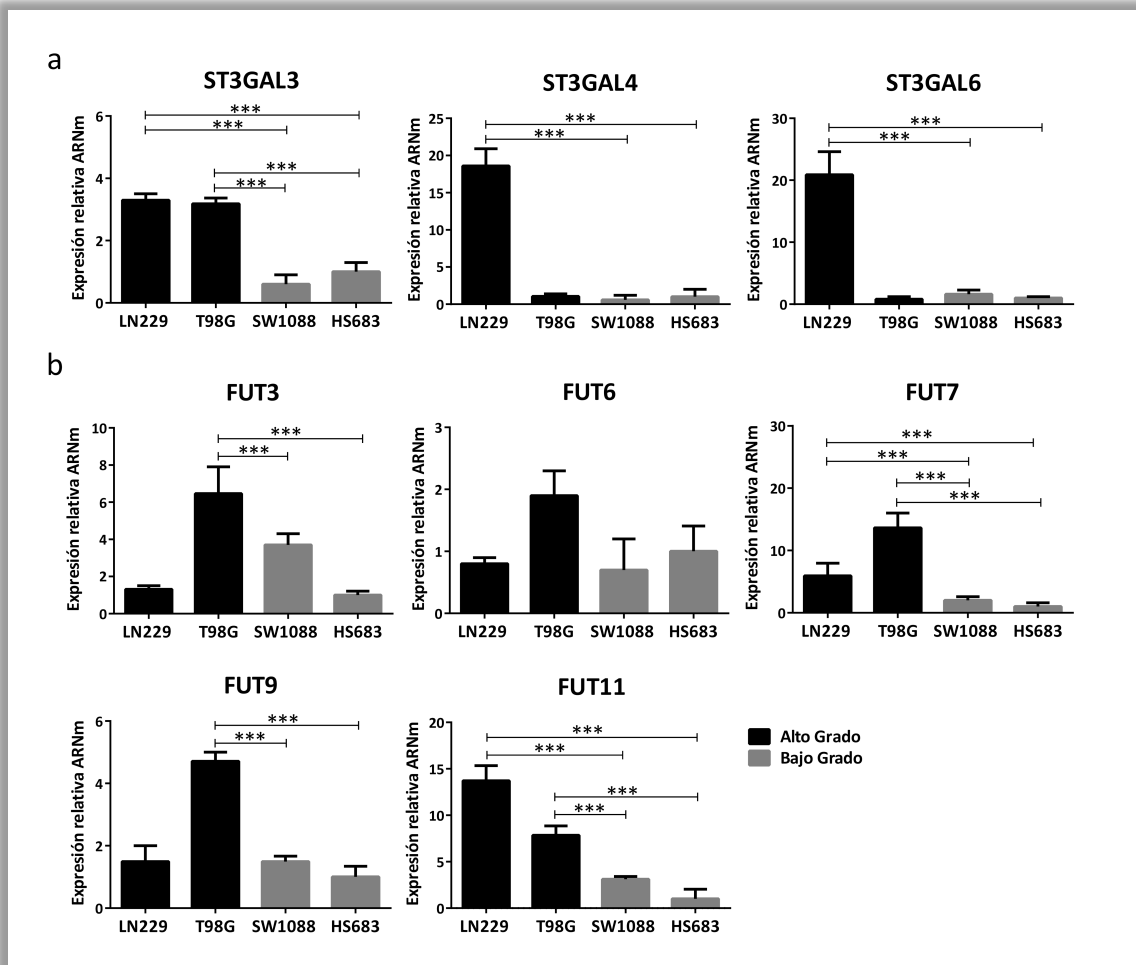 a
ST3GAL3
Expresión relativa ARNm
6
4
2
0
***
***
***
***
LN229 T98G SW1088 HS683
ST3GAL4
Expresión relativa ARNm
25
20
15
10
5
0
***
***
LN229 T98G SW1088 HS683
ST3GAL6
Expresión relativa ARNm
30
20
10
0
***
***
LN229 T98G SW1088 HS683
b
FUT3
Expresión relativa ARNm
10
8
6
4
2
0
***
***
LN229 T98G SW1088 HS683
FUT6
Expresión relativa ARNm
3
2
1
0
LN229 T98G SW1088 HS683
FUT7
Expresión relativa ARNm
30
20
10
0
***
***
***
***
LN229 T98G SW1088 HS683
FUT9
Expresión relativa ARNm
6
4
2
0
***
***
LN229 T98G SW1088 HS683
FUT11
Expresión relativa ARNm
20
15
10
5
0
***
***
***
***
LN229 T98G SW1088 HS683
Alto Grado
Bajo Grado